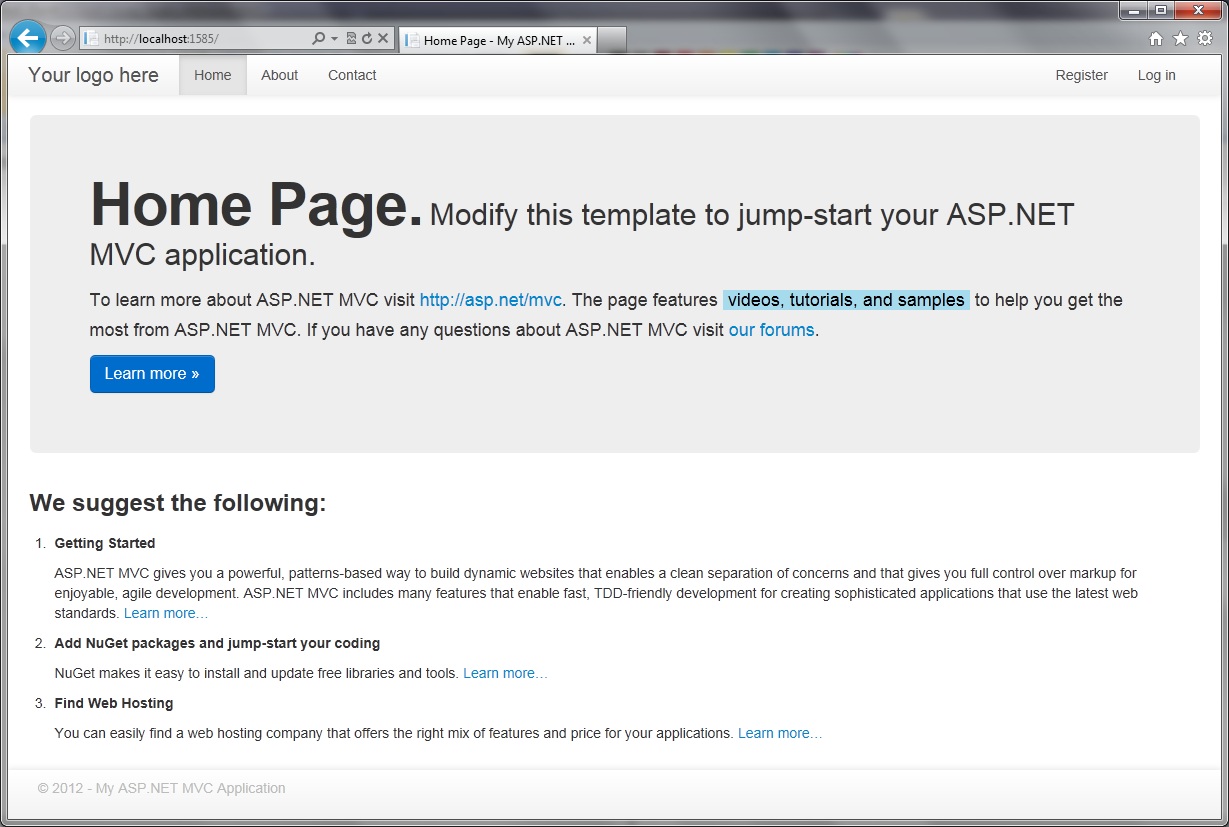 http://localhost:1585/
Home Page - My ASP.NET ...
Your logo here
Home
About
Contact
Register
Log in
Home Page. Modify this template to jump-start your ASP.NET
MVC application.
To learn more about ASP.NET MVC visit http://asp.net/mvc. The page features videos, tutorials, and samples to help you get the
most from ASP.NET MVC. If you have any questions about ASP.NET MVC visit our forums.
Learn more »
We suggest the following:
1. Getting Started
ASP.NET MVC gives you a powerful, patterns-based way to build dynamic websites that enables a clean separation of concerns and that gives you full control over markup for
enjoyable, agile development. ASP.NET MVC includes many features that enable fast, TDD-friendly development for creating sophisticated applications that use the latest web
standards. Learn more…
2. Add NuGet packages and jump-start your coding
NuGet makes it easy to install and update free libraries and tools. Learn more…
3. Find Web Hosting
You can easily find a web hosting company that offers the right mix of features and price for your applications. Learn more…
© 2012 - My ASP.NET MVC Application